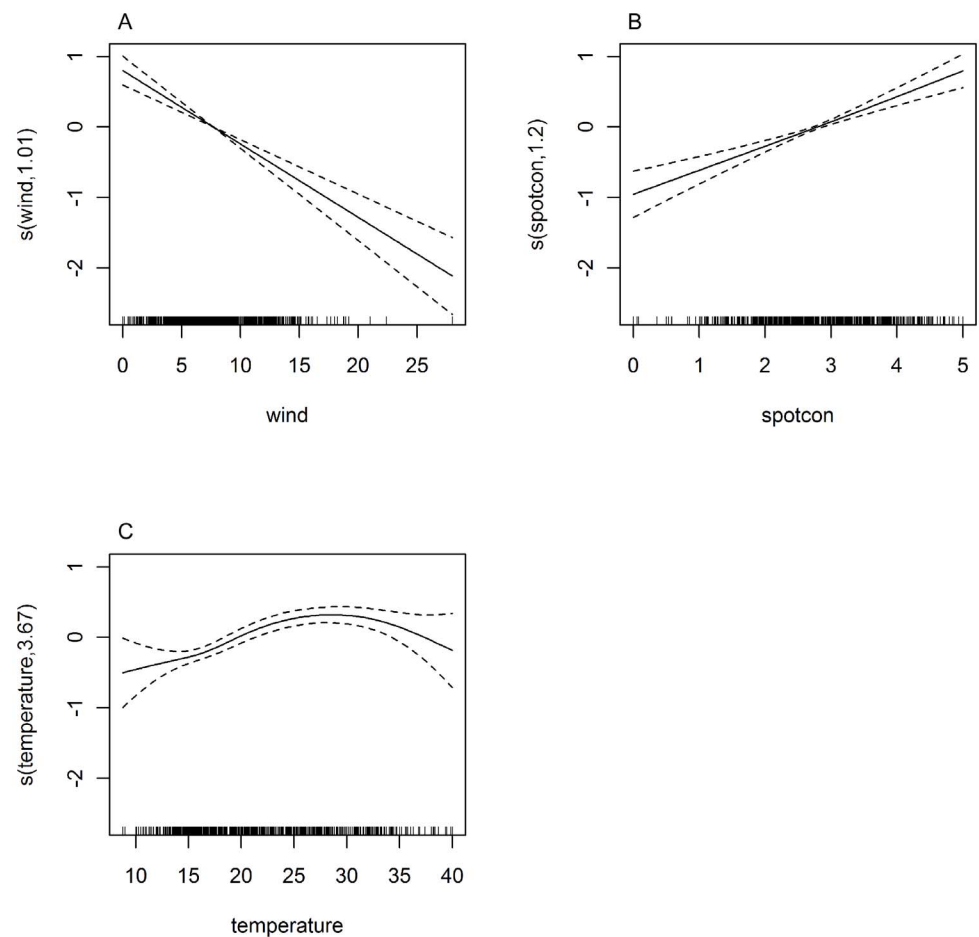 A
s(wind,1.01)
1
0
-1
-2
0 5 10 15 20 25
wind
B
s(spotcon,1.2)
1
0
-1
-2
0 1 2 3 4 5
spotcon
C
s(temperature,3.67)
1
0
-1
-2
10 15 20 25 30 35 40
temperature